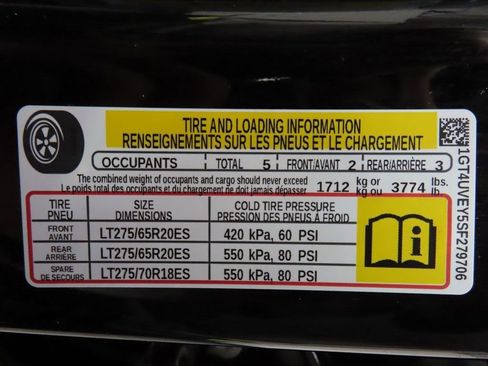 TIRE AND LOADING INFORMATION
RENSEIGNEMENTS SUR LES PNEUS ET LE CHARGEMENT
OCCUPANTS TOTAL 5 FRONT/AVANT 2 REAR/ARRIÈRE 3
The combined weight of occupants and cargo should never exceed 1712 kg or 3774 lbs.
Le poids total des occupants et du chargement ne doit jamais dépasser kg ou lb.
TIRE SIZE COLD TIRE PRESSURE
PNEU DIMENSIONS PRESSION DES PNEUS À FROID
FRONT
AVANT LT275/65R20ES 420 kPa, 60 PSI
REAR
ARRIÈRE LT275/65R20ES 550 kPa, 80 PSI
SPARE
DE SECOURS LT275/70R18ES 550 kPa, 80 PSI
1GT4UVEY5SF279706